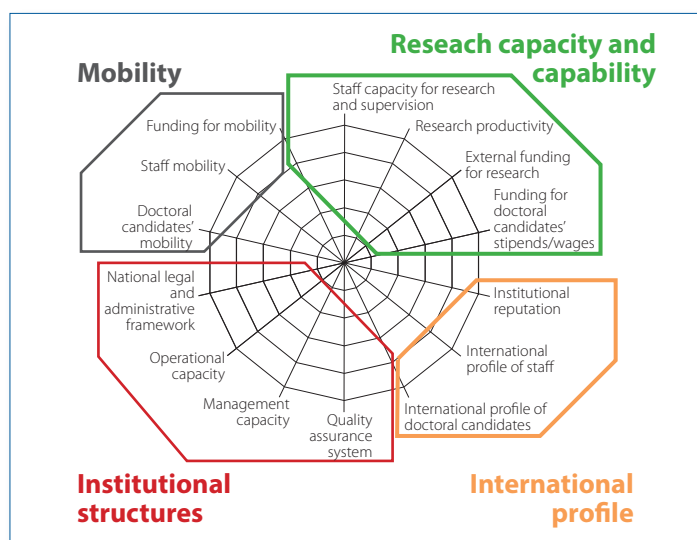 Mobility
Reseach capacity and
capability
Staff capacity for research
and supervision
Funding for mobility
Research productivity
Staff mobility
External funding
for research
Doctoral
candidates’
mobility
Funding for
doctoral
candidates’
stipends/wages
National legal
and
administrative
framework
Institutional
reputation
Operational
capacity
International
profile of staff
Management
capacity
Quality
assurance
system
International profile of
doctoral candidates
Institutional
structures
International
profile